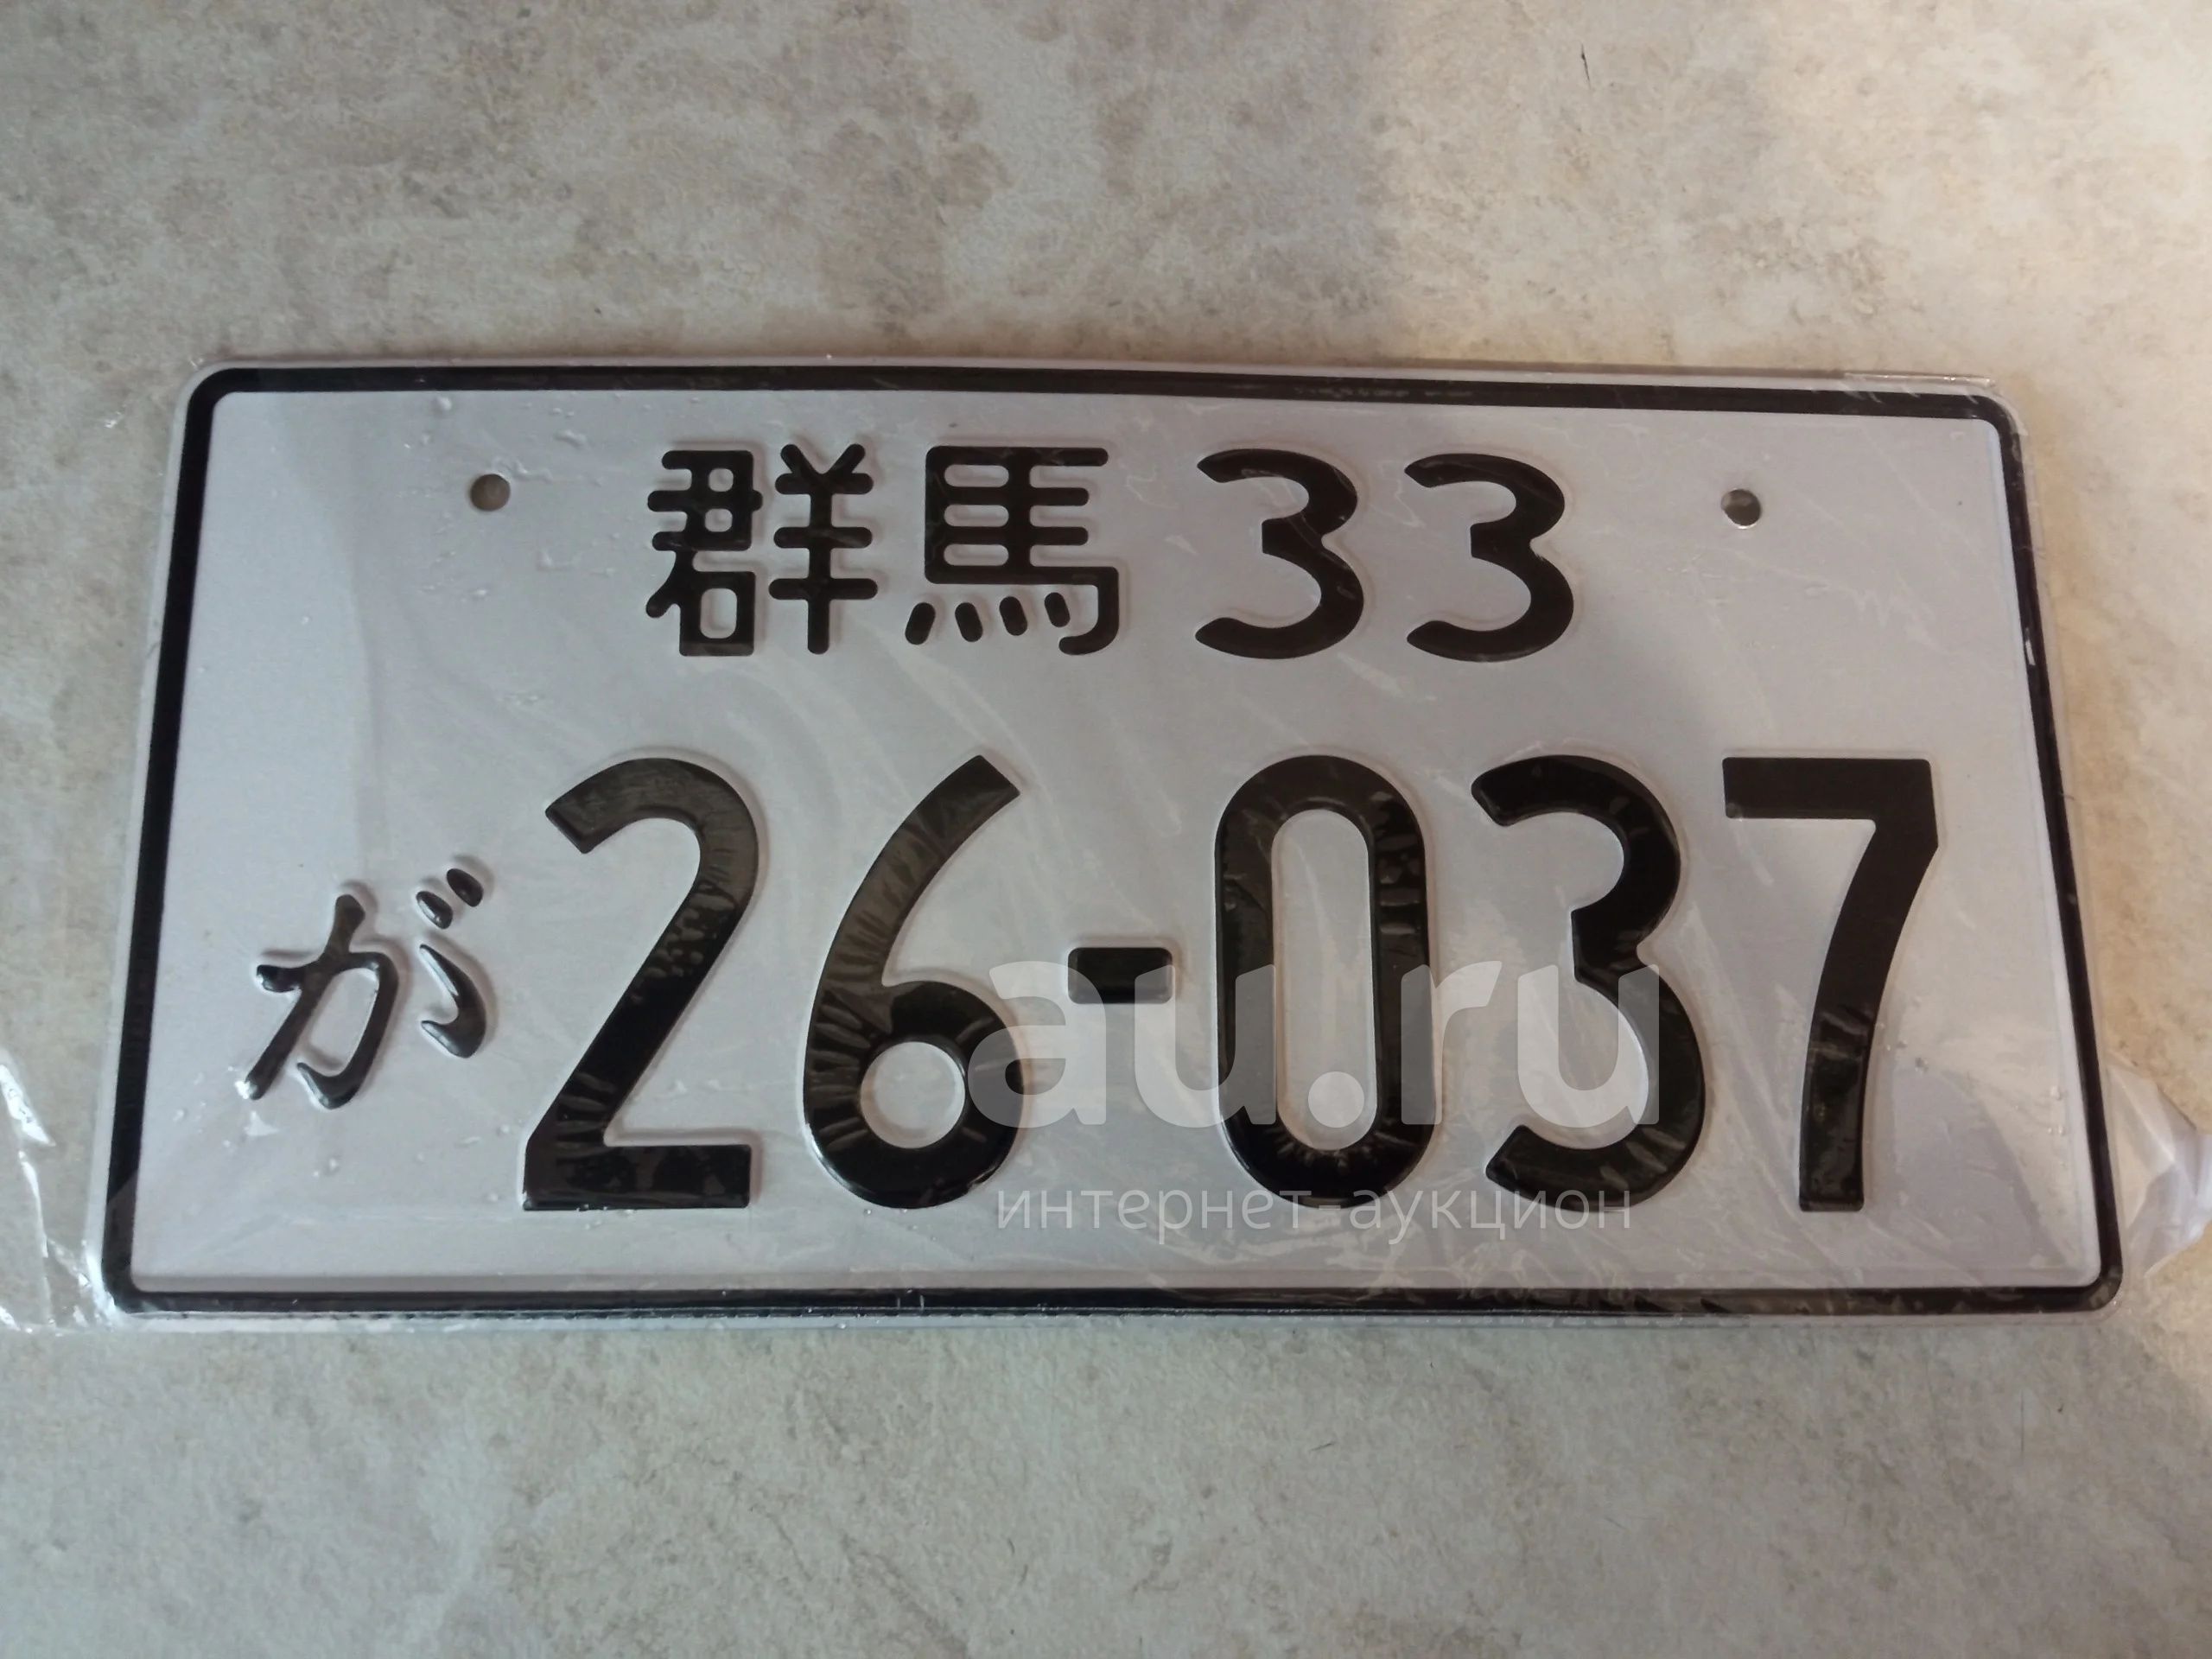 群馬 33
が 26-037
au.ru
интернет-аукцион